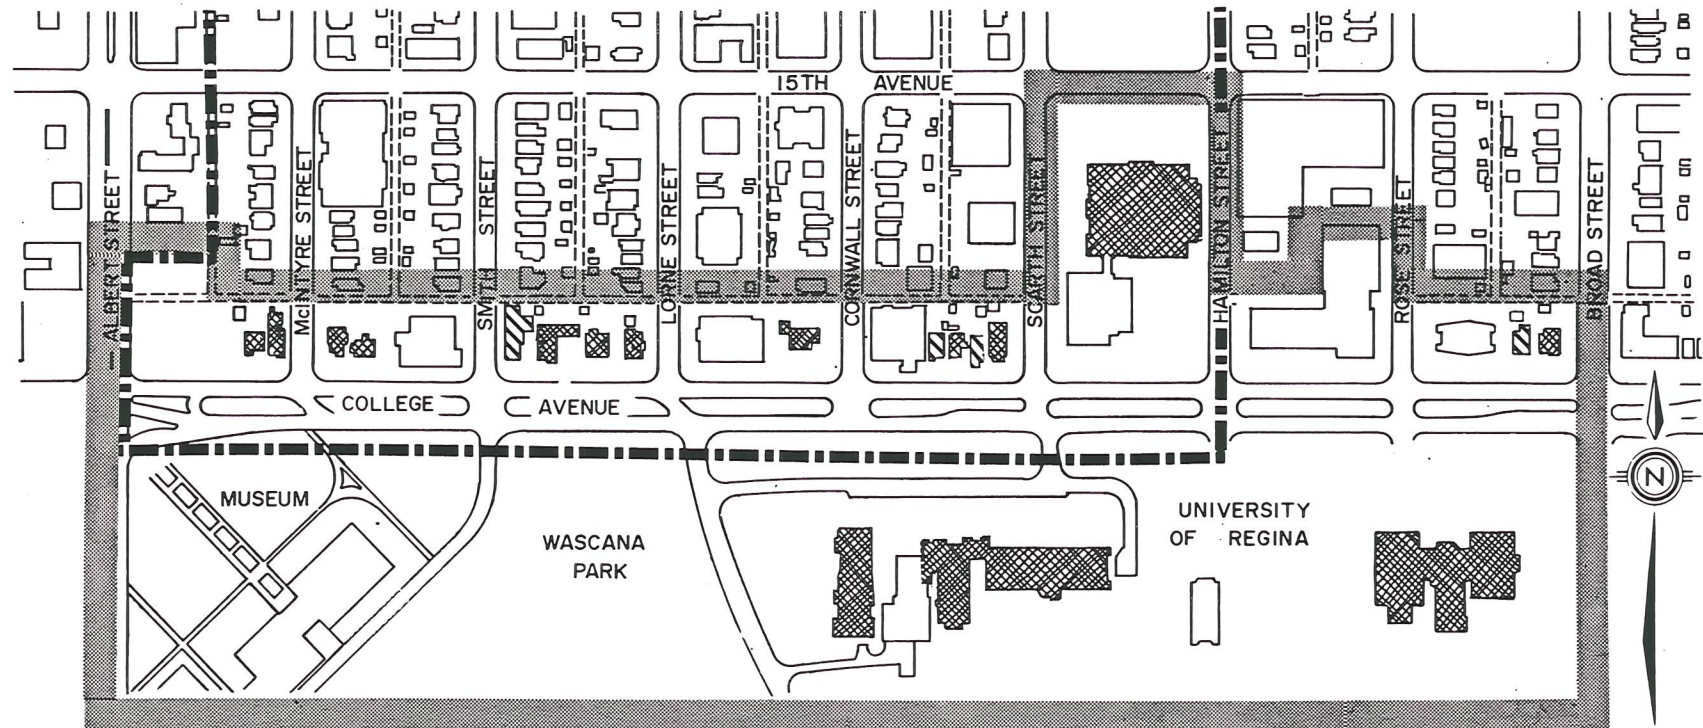 15TH AVENUE
ALBERT STREET
McINTYRE STREET
SMITH STREET
LORNE STREET
CORNWALL STREET
SCARTH STREET
HAMILTON STREET
ROSE STREET
BROAD STREET
COLLEGE AVENUE
MUSEUM
WASCANA
PARK
UNIVERSITY
OF REGINA
N